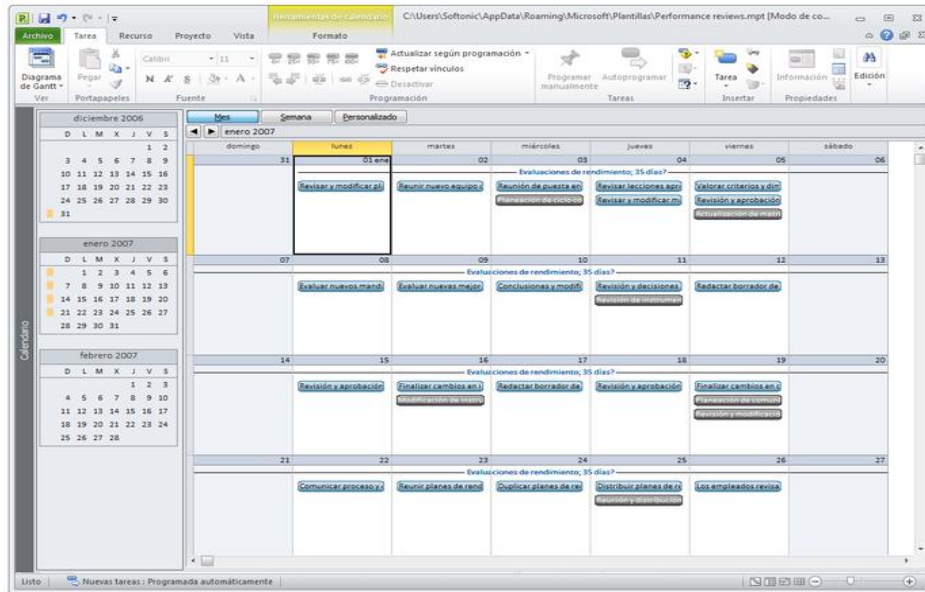 Herramientas de calendario
C:\Users\Softonic\AppData\Roaming\Microsoft\Plantillas\Performance reviews.mpt [Modo de co...
Archivo Tarea Recurso Proyecto Vista Formato
Diagrama de Gantt
Pegar
Calibri 11
N K S A
Actualizar según programación
Respetar vínculos
Desactivar
Programar manualmente
Autoprogramar
Tarea
Información
Edición
Ver Portapapeles Fuente Programación Tareas Insertar Propiedades
Calendario
diciembre 2006
D L M X J V S
1 2
3 4 5 6 7 8 9
10 11 12 13 14 15 16
17 18 19 20 21 22 23
24 25 26 27 28 29 30
31
enero 2007
D L M X J V S
1 2 3 4 5 6
7 8 9 10 11 12 13
14 15 16 17 18 19 20
21 22 23 24 25 26 27
28 29 30 31
febrero 2007
D L M X J V S
1 2 3
4 5 6 7 8 9 10
11 12 13 14 15 16 17
18 19 20 21 22 23 24
25 26 27 28
Mes Semana Personalizado
enero 2007
domingo lunes martes miércoles jueves viernes sábado
31 01 ene 02 03 04 05 06
Evaluaciones de rendimiento; 35 días?
Revisar y modificar pl Reunir nuevo equipo Reunión de puesta en Revisar lecciones apr Valorar criterios y
Planeación de ciclo Revisar y modificar m Revisión y aprobación
Actualización de
07 08 09 10 11 12 13
Evaluaciones de rendimiento; 35 días?
Evaluar nuevos Evaluar nuevas mejor Conclusiones y modifi Revisión y decisiones Redactar borrador de
Revisión de instrumen
14 15 16 17 18 19 20
Evaluaciones de rendimiento; 35 días?
Revisión y aprobación Finalizar cambios en Redactar borrador de Revisión y aprobación Finalizar cambios en
Modificación de instru Planeación de comuni
Revisión y modificació
21 22 23 24 25 26 27
Evaluaciones de rendimiento; 35 días?
Comunicar proceso y Reunir planes de rend Duplicar planes de Distribuir planes de Los empleados revisa
Reunión y distribución
Listo Nuevas tareas : Programada automáticamente